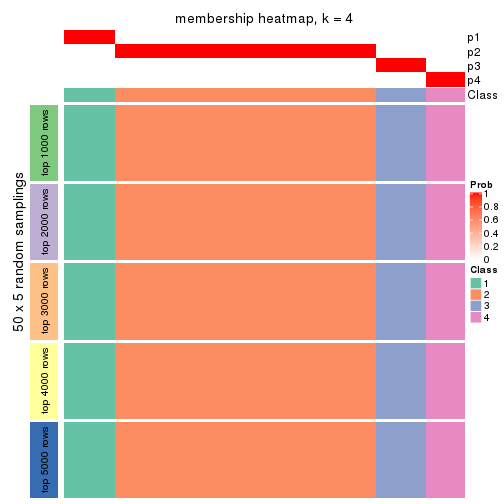 membership heatmap, k = 4
p1
p2
p3
p4
Class
50 x 5 random samplings
top 1000 rows
top 2000 rows
top 3000 rows
top 4000 rows
top 5000 rows
Prob
1
0.8
0.6
0.4
0.2
0
Class
1
2
3
4